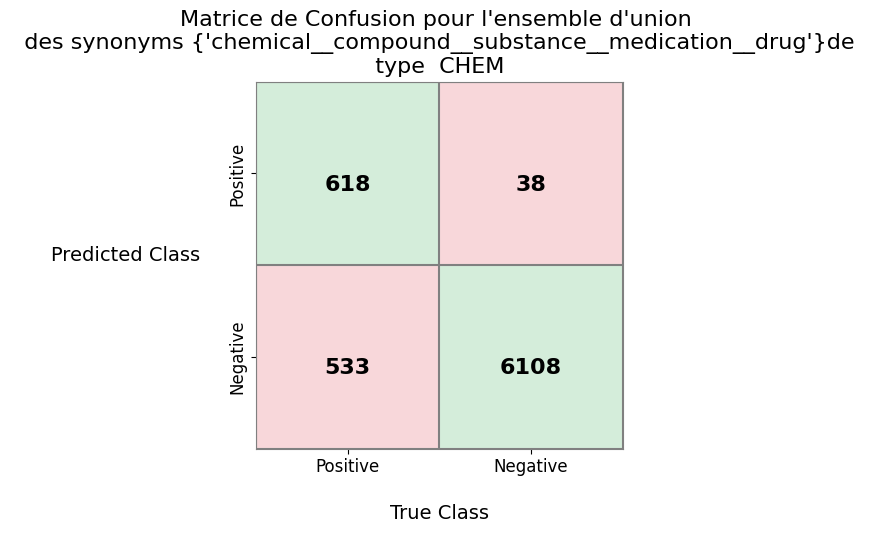 Matrice de Confusion pour l'ensemble d'union
des synonyms {'chemical__compound__substance__medication__drug'}de
type  CHEM
Positive
618
38
Predicted Class
Negative
533
6108
Positive
Negative
True Class